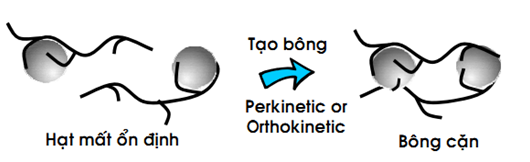 Tạo bông
Perkinetic or
Orthokinetic
Hạt mất ổn định
Bông cặn